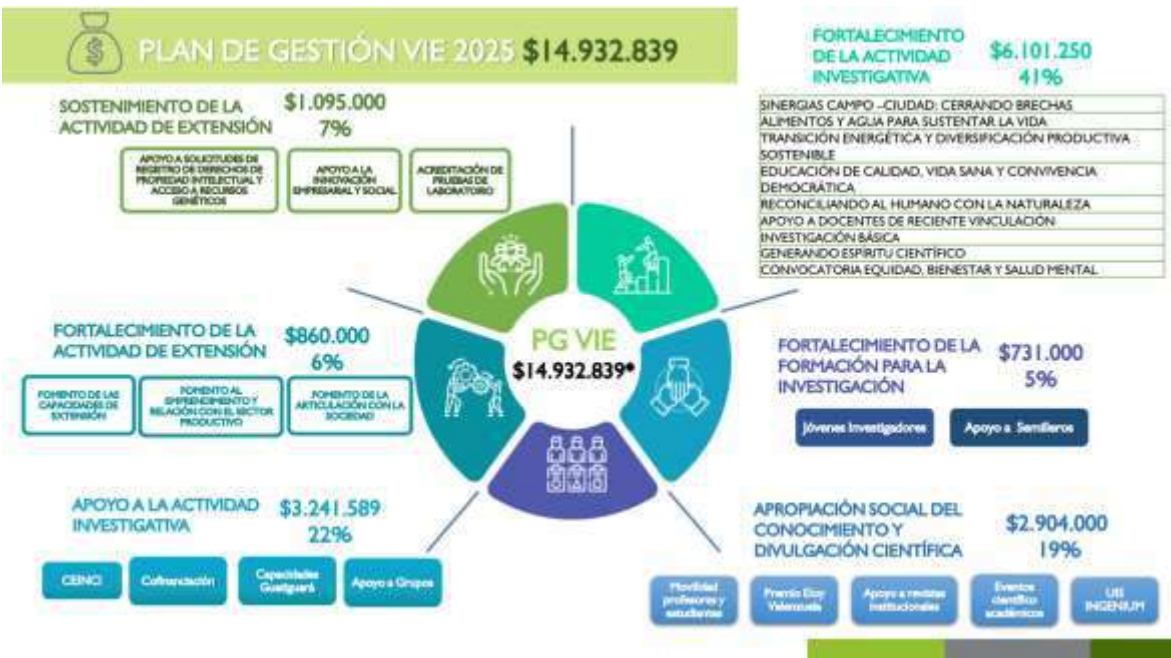 PLAN DE GESTIÓN VIE 2025 $14.932.839
SOSTENIMIENTO DE LA
ACTIVIDAD DE EXTENSIÓN
$1.095.000
7%
APOYO A SOLICITUDES DE
REGISTRO DE DERECHOS DE
PROPIEDAD INTELECTUAL Y
ACCESO A RECURSOS
GENÉTICOS
APOYO A LA
INNOVACIÓN
EMPRESARIAL Y SOCIAL
ACREDITACIÓN DE
PRUEBAS DE
LABORATORIO
FORTALECIMIENTO
DE LA ACTIVIDAD
INVESTIGATIVA
$6.101.250
41%
SINERGIAS CAMPO –CIUDAD: CERRANDO BRECHAS
ALIMENTOS Y AGUA PARA SUSTENTAR LA VIDA
TRANSICIÓN ENERGÉTICA Y DIVERSIFICACIÓN PRODUCTIVA
SOSTENIBLE
EDUCACIÓN DE CALIDAD, VIDA SANA Y CONVIVENCIA
DEMOCRÁTICA
RECONCILIANDO AL HUMANO CON LA NATURALEZA
APOYO A DOCENTES DE RECIENTE VINCULACIÓN
INVESTIGACIÓN BÁSICA
GENERANDO ESPÍRITU CIENTÍFICO
CONVOCATORIA EQUIDAD, BIENESTAR Y SALUD MENTAL
FORTALECIMIENTO DE LA
ACTIVIDAD DE EXTENSIÓN
$860.000
6%
FOMENTO DE LAS
CAPACIDADES DE
EXTENSIÓN
FOMENTO AL
EMPRENDIMIENTO Y
RELACIÓN CON EL SECTOR
PRODUCTIVO
FOMENTO DE LA
ARTICULACIÓN CON LA
SOCIEDAD
PG VIE
$14.932.839*
FORTALECIMIENTO DE LA
FORMACIÓN PARA LA
INVESTIGACIÓN
$731.000
5%
Jóvenes Investigadores
Apoyo a Semilleros
APOYO A LA ACTIVIDAD
INVESTIGATIVA
$3.241.589
22%
CEINCI
Cofinanciación
Capacidades
Guatiguará
Apoyo a Grupos
APROPIACIÓN SOCIAL DEL
CONOCIMIENTO Y
DIVULGACIÓN CIENTÍFICA
$2.904.000
19%
Movilidad
profesores y
estudiantes
Premio Eloy
Valenzuela
Apoyo a revistas
institucionales
Eventos
científico
académicos
UIS
INGENIUM